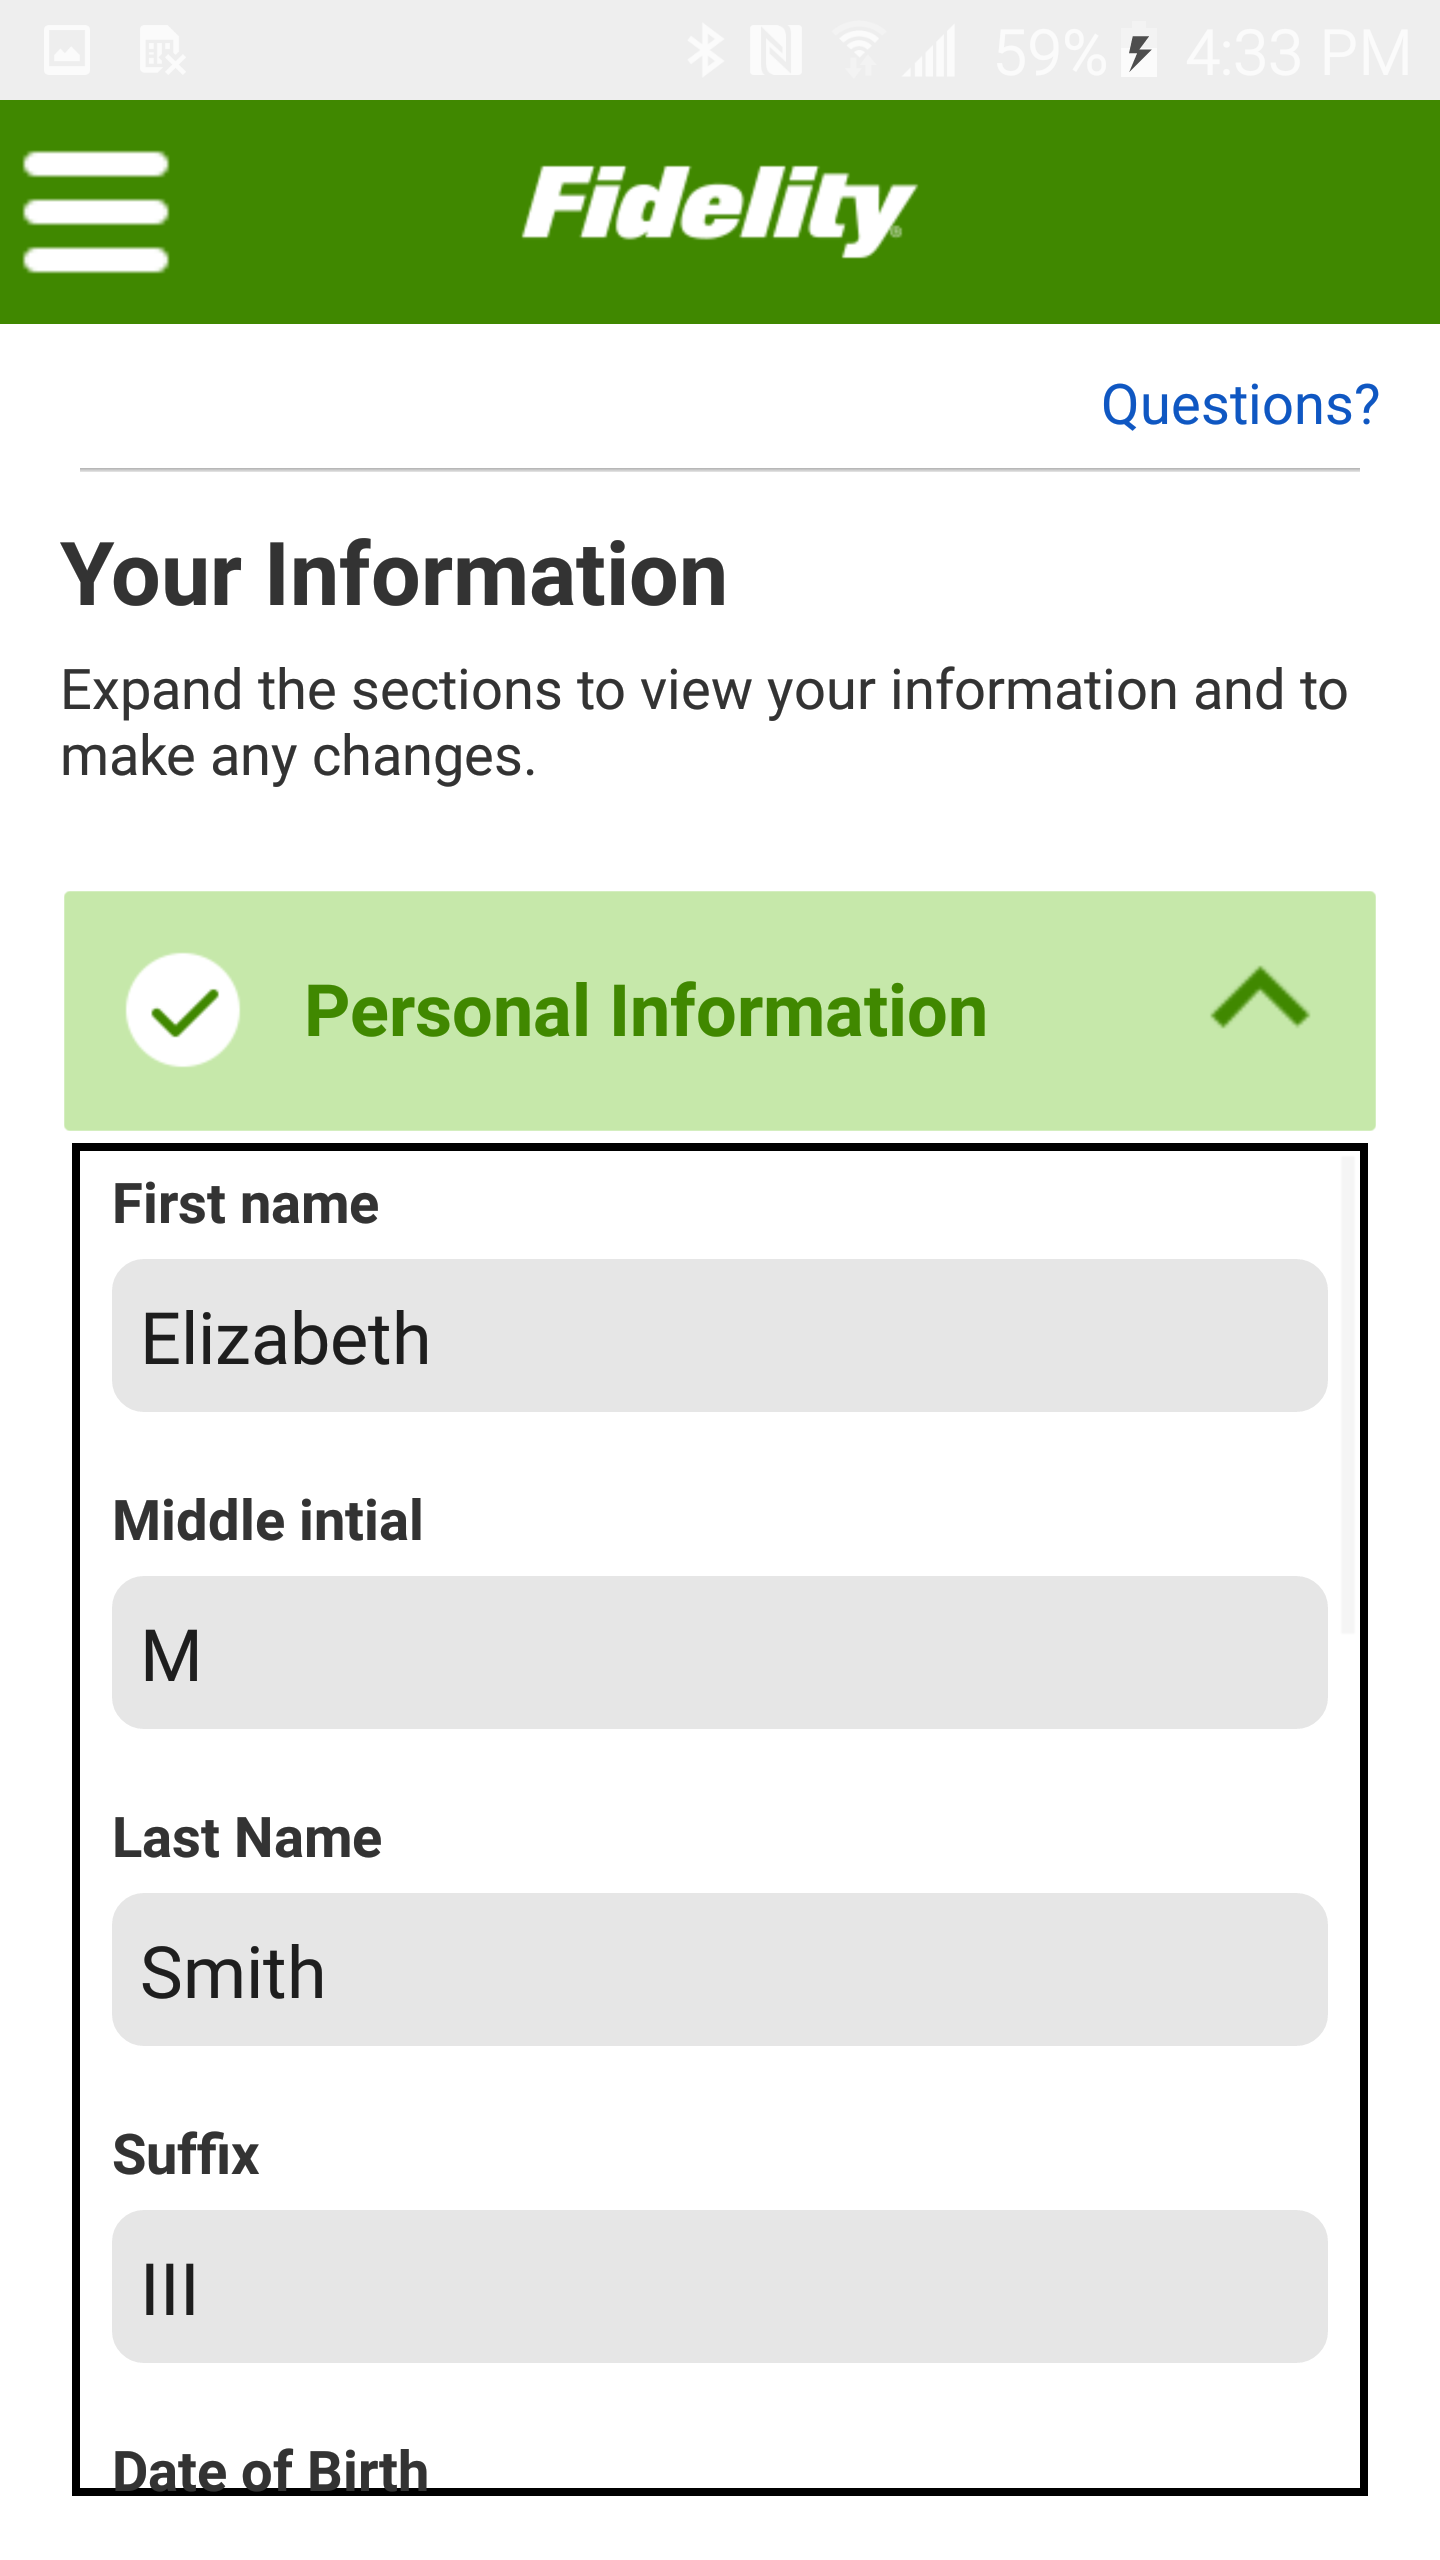 59% 4:33 PM
Fidelity®
Questions?
Your Information
Expand the sections to view your information and to
make any changes.
Personal Information
First name
Elizabeth
Middle intial
M
Last Name
Smith
Suffix
III
Date of Birth